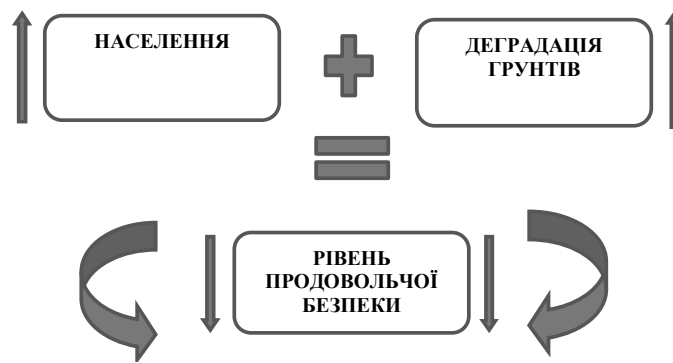 НАСЕЛЕННЯ
ДЕГРАДАЦІЯ
ГРУНТІВ
РІВЕНЬ
ПРОДОВОЛЬЧОЇ
БЕЗПЕКИ